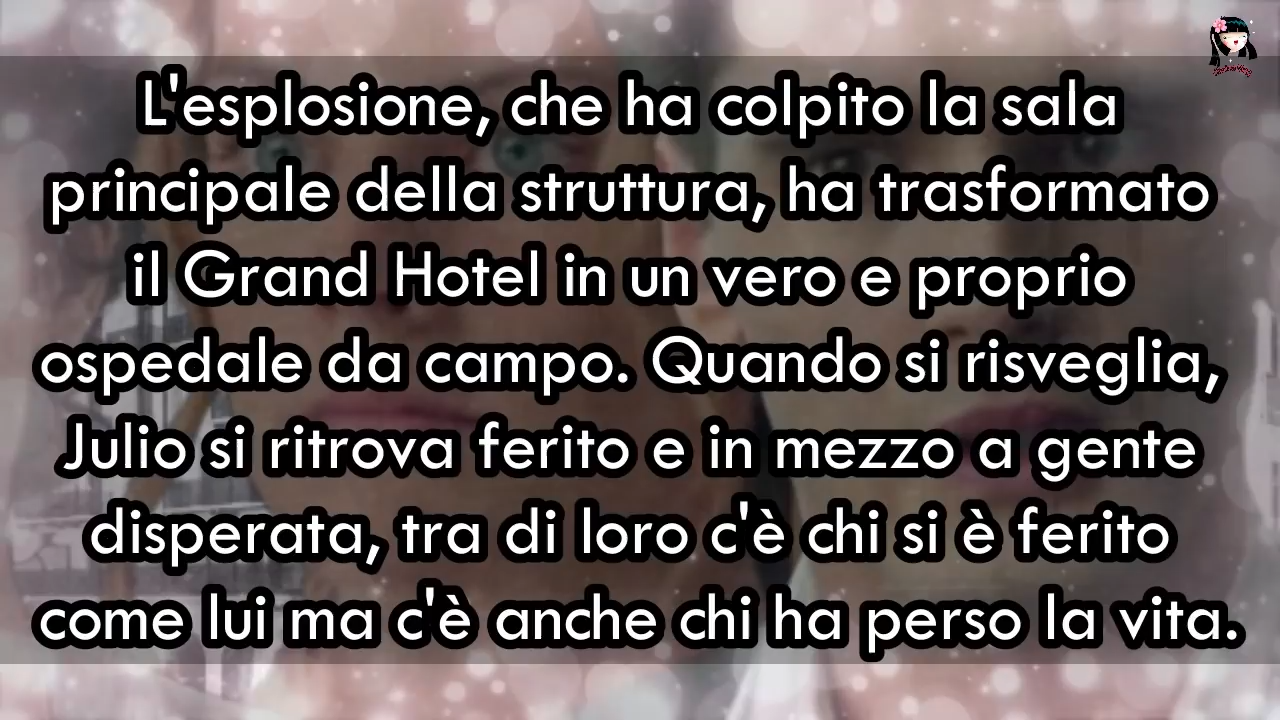 L'esplosione, che ha colpito la sala
principale della struttura, ha trasformato
il Grand Hotel in un vero e proprio
ospedale da campo. Quando si risveglia,
Julio si ritrova ferito e in mezzo a gente
disperata, tra di loro c'è chi si è ferito
come lui ma c'è anche chi ha perso la vita.